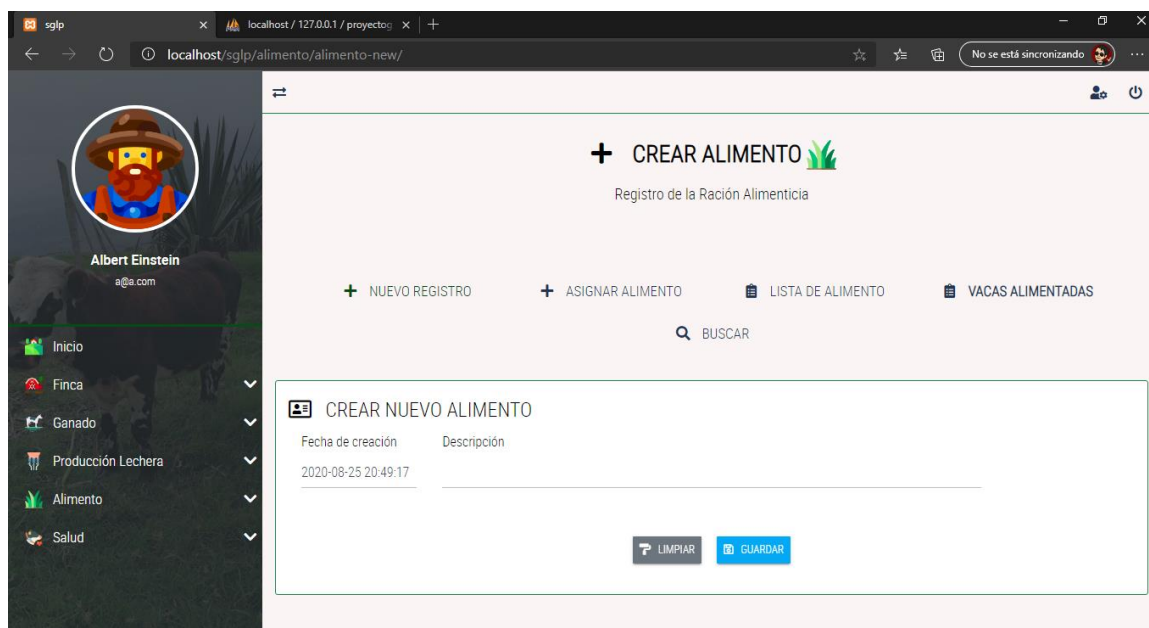 sglp
localhost / 127.0.0.1 / proyectog
localhost/sglp/alimento/alimento-new/
No se está sincronizando
Albert Einstein
a@a.com
Inicio
Finca
Ganado
Producción Lechera
Alimento
Salud
CREAR ALIMENTO
Registro de la Ración Alimenticia
NUEVO REGISTRO
ASIGNAR ALIMENTO
LISTA DE ALIMENTO
VACAS ALIMENTADAS
BUSCAR
CREAR NUEVO ALIMENTO
Fecha de creación
Descripción
2020-08-25 20:49:17
LIMPIAR
GUARDAR